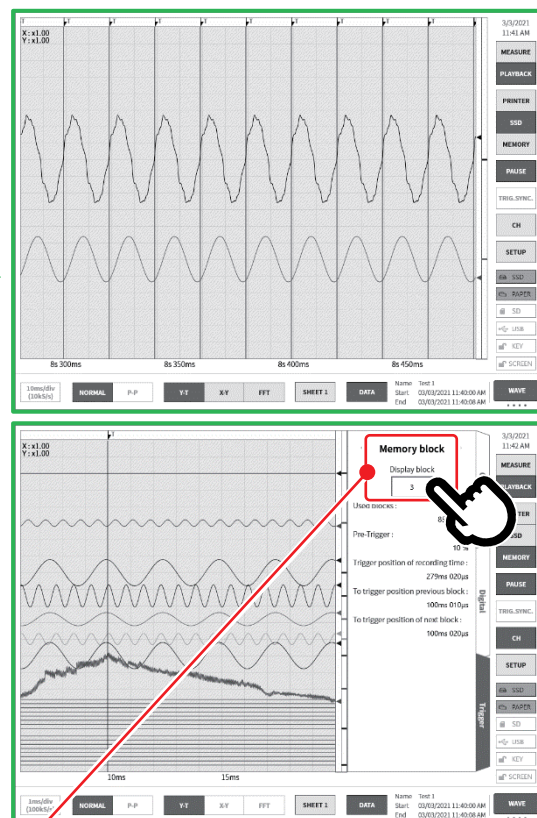 T T T T T T T T T T
X : x1.00
Y : x1.00
3/3/2021
11:41 AM
MEASURE
PLAYBACK
PRINTER
SSD
MEMORY
PAUSE
TRIG.SYNC.
CH
SETUP
SSD
PAPER
SD
USB
KEY
SCREEN
8s 300ms 8s 350ms 8s 400ms 8s 450ms
10ms/div
(10kS/s)
NORMAL P-P Y-T X-Y FFT SHEET 1 DATA
Name Test 1
Start 03/03/2021 11:40:00 AM
End 03/03/2021 11:40:08 AM
WAVE
T
X : x1.00
Y : x1.00
Memory block
Display block
3
Used blocks :
Pre-Trigger :
10 %
Trigger position of recording time :
279ms 020µs
To trigger position previous block :
100ms 010µs
To trigger position of next block :
100ms 020µs
Digital
Trigger
3/3/2021
11:42 AM
MEASURE
MEMORY
PAUSE
TRIG.SYNC.
CH
SETUP
SSD
PAPER
SD
USB
KEY
SCREEN
10ms 15ms
1ms/div
(100kS/s)
NORMAL P-P Y-T X-Y FFT SHEET 1 DATA
Name Test 1
Start 03/03/2021 11:40:00 AM
End 03/03/2021 11:40:08 AM
WAVE